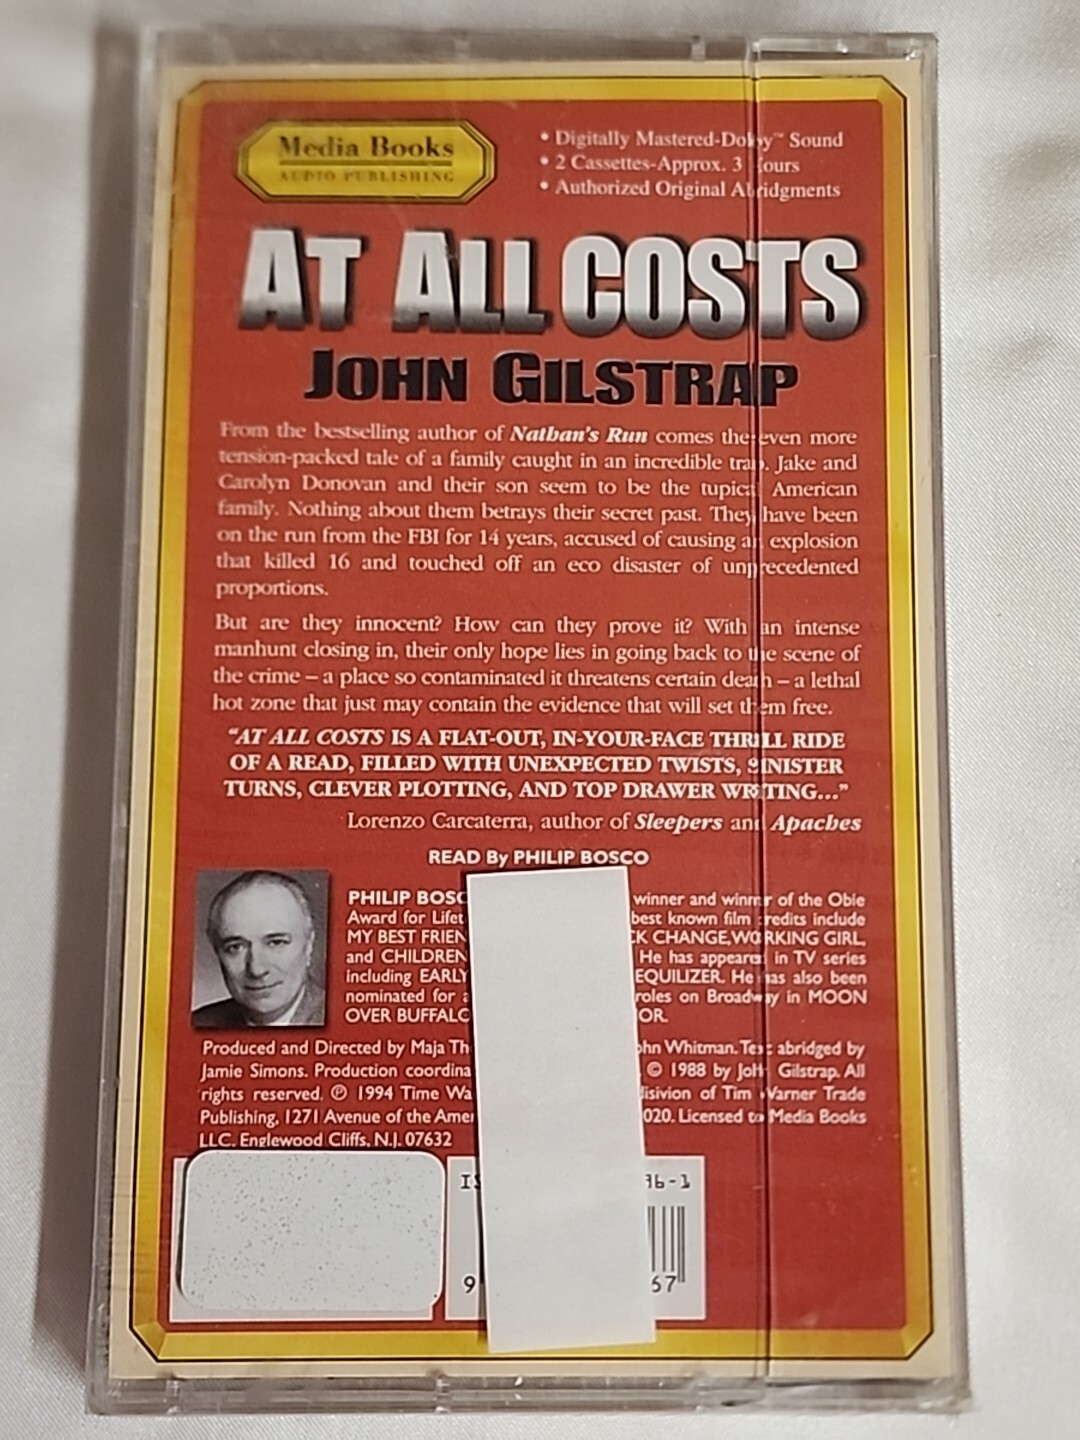 Media Books
AUDIO PUBLISHING
• Digitally Mastered-Dolby™ Sound
• 2 Cassettes-Approx. 3 Hours
• Authorized Original Abridgments
AT ALL COSTS
JOHN GILSTRAP
From the bestselling author of Nathan's Run comes the even more
tension-packed tale of a family caught in an incredible trap. Jake and
Carolyn Donovan and their son seem to be the tupical American
family. Nothing about them betrays their secret past. They have been
on the run from the FBI for 14 years, accused of causing an explosion
that killed 16 and touched off an eco disaster of unprecedented
proportions.
But are they innocent? How can they prove it? With an intense
manhunt closing in, their only hope lies in going back to the scene of
the crime – a place so contaminated it threatens certain death – a lethal
hot zone that just may contain the evidence that will set them free.
"AT ALL COSTS IS A FLAT-OUT, IN-YOUR-FACE THRILL RIDE
OF A READ, FILLED WITH UNEXPECTED TWISTS, SINISTER
TURNS, CLEVER PLOTTING, AND TOP DRAWER WRITING..."
Lorenzo Carcaterra, author of Sleepers and Apaches
READ By PHILIP BOSCO
PHILIP BOSC winner and winner of the Obie
Award for Lifet best known film credits include
MY BEST FRIEN CK CHANGE,WORKING GIRL,
and CHILDREN He has appeared in TV series
including EARLY EQUILIZER. He has also been
nominated for a roles on Broadway in MOON
OVER BUFFALO OR.
Produced and Directed by Maja Th ohn Whitman. Text abridged by
Jamie Simons. Production coordina © 1988 by John Gilstrap. All
rights reserved. ℗ 1994 Time Wa disivion of Tim Warner Trade
Publishing, 1271 Avenue of the Amer 020. Licensed to Media Books
LLC. Englewood Cliffs, N.J. 07632
IS 96-1
9 67